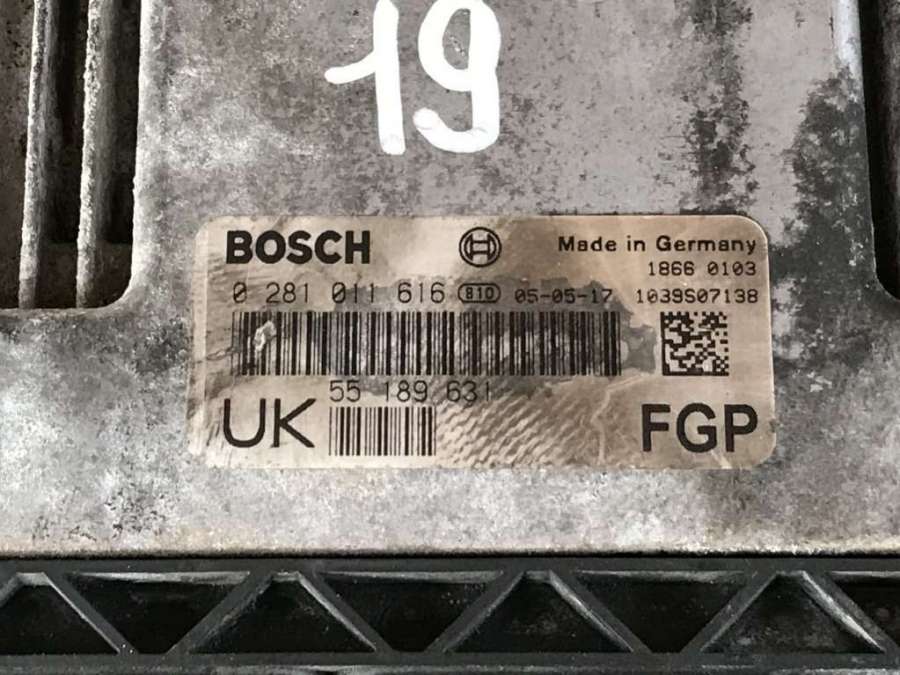 19
BOSCH Made in Germany
1866 0103
0 281 011 616 810 05-05-17 1039S07138
55 189 631
UK FGP